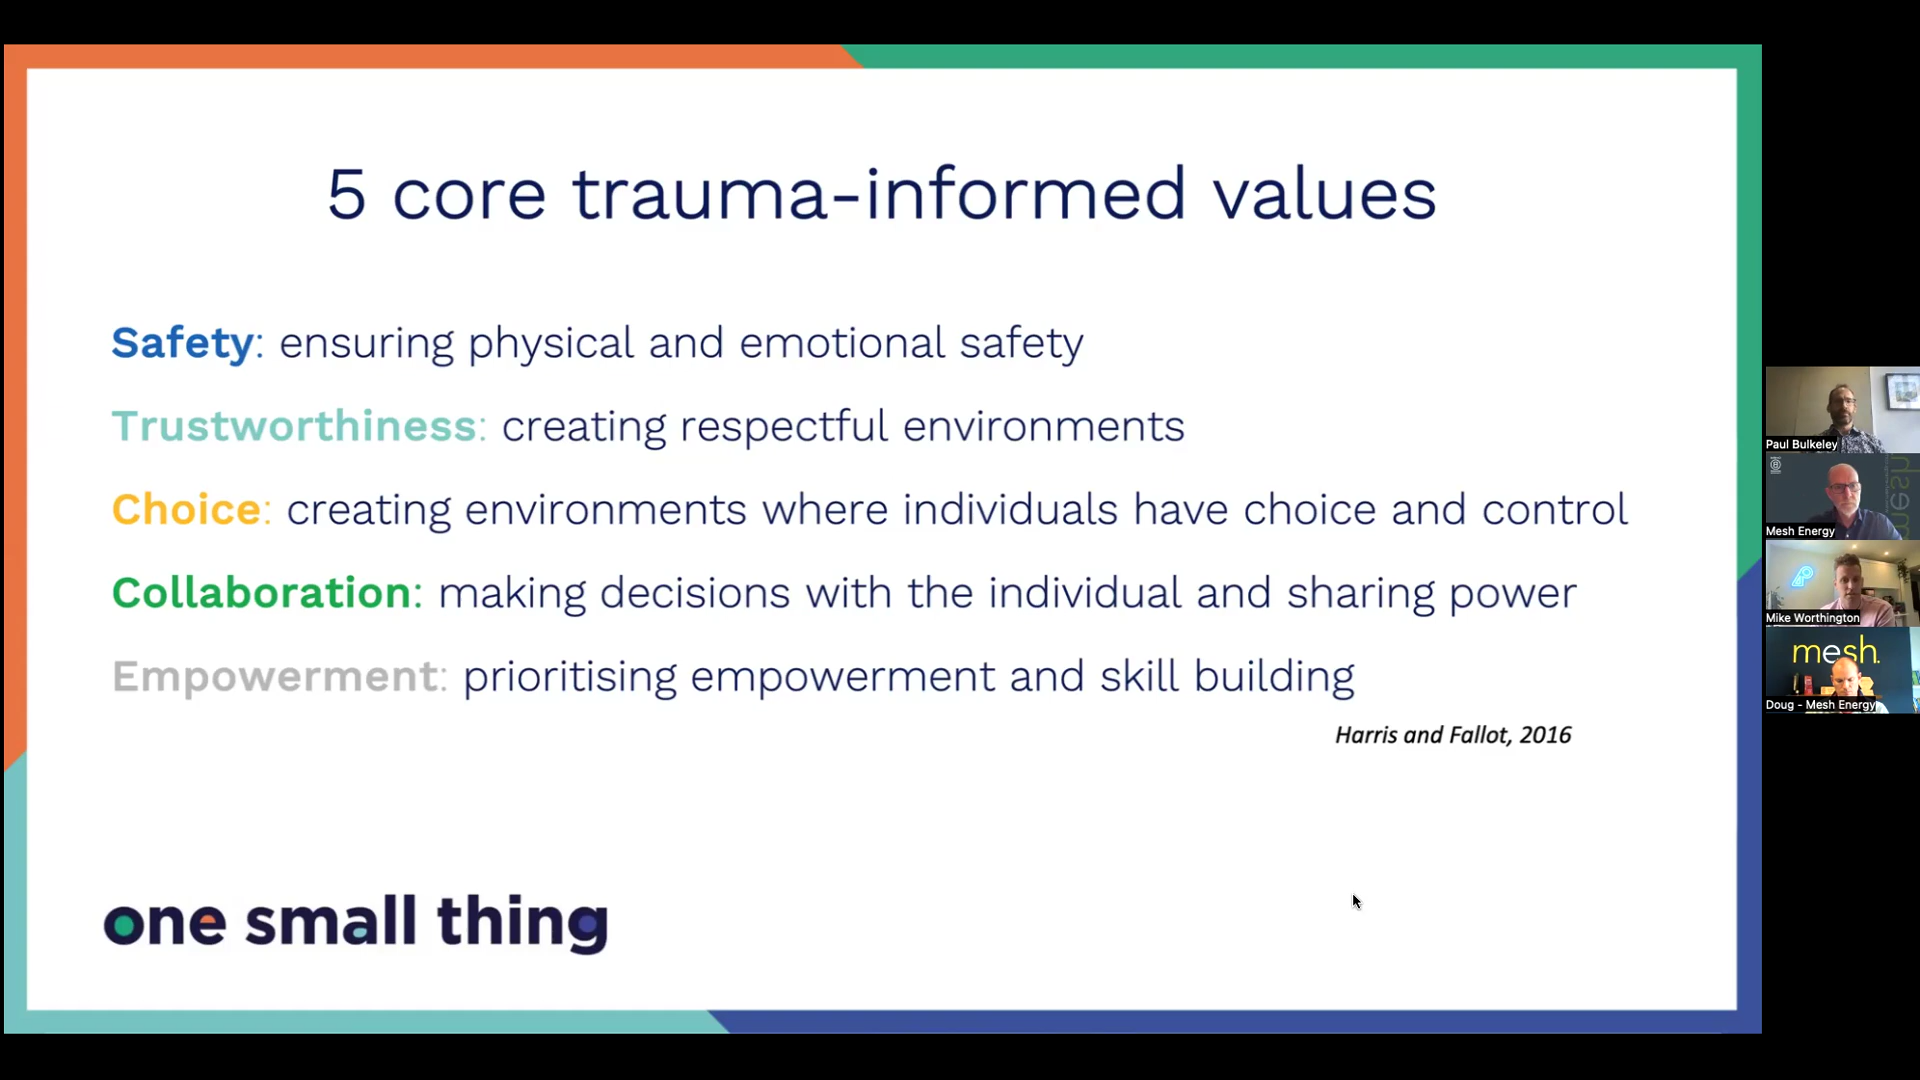 5 core trauma-informed values
Safety: ensuring physical and emotional safety
Trustworthiness: creating respectful environments
Choice: creating environments where individuals have choice and control
Collaboration: making decisions with the individual and sharing power
Empowerment: prioritising empowerment and skill building
Harris and Fallot, 2016
one small thing
Paul Bulkeley
mesh
Mesh Energy
Mike Worthington
mesh.
Doug - Mesh Energy